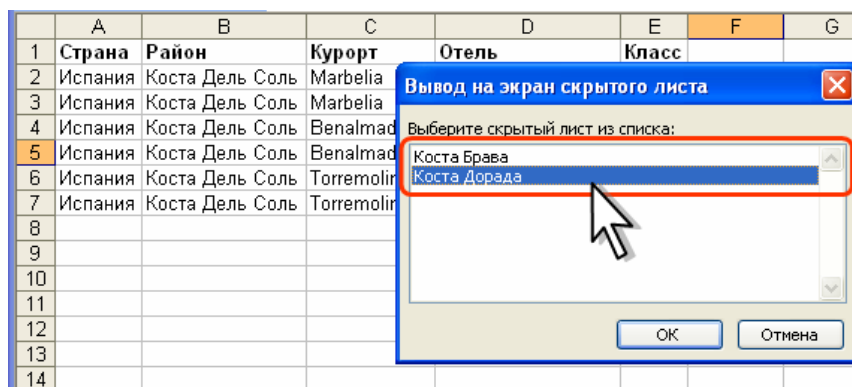 A B C D E F G
1 Страна Район Курорт Отель Класс
2 Испания Коста Дель Соль Marbelia
3 Испания Коста Дель Соль Marbelia
4 Испания Коста Дель Соль Benalmad
5 Испания Коста Дель Соль Benalmad
6 Испания Коста Дель Соль Torremolin
7 Испания Коста Дель Соль Torremolin
8
9
10
11
12
13
14
Вывод на экран скрытого листа
Выберите скрытый лист из списка:
Коста Брава
Коста Дорада
ОК Отмена